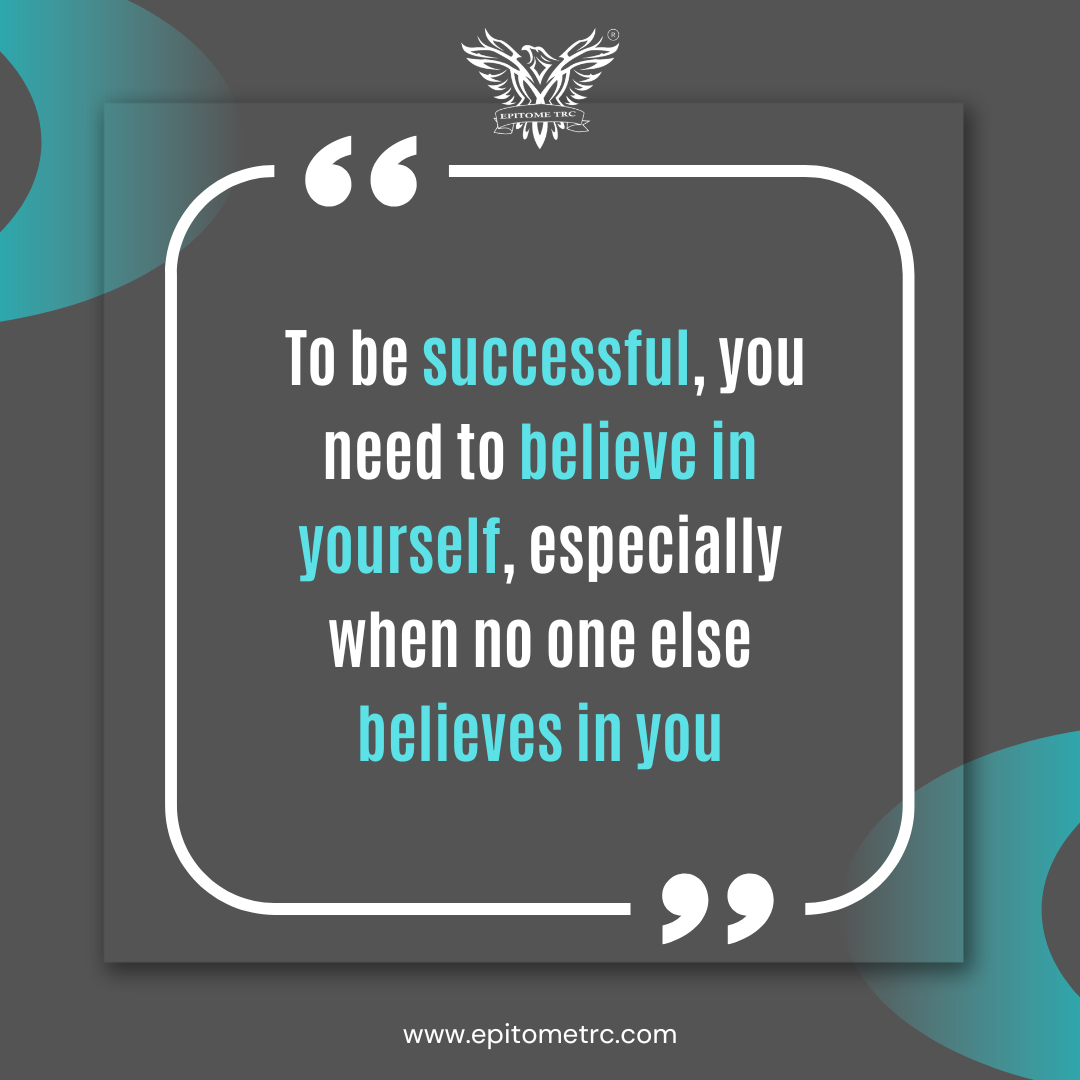 ®
EPITOME TRC
“
To be successful, you
need to believe in
yourself, especially
when no one else
believes in you
”
www.epitometrc.com